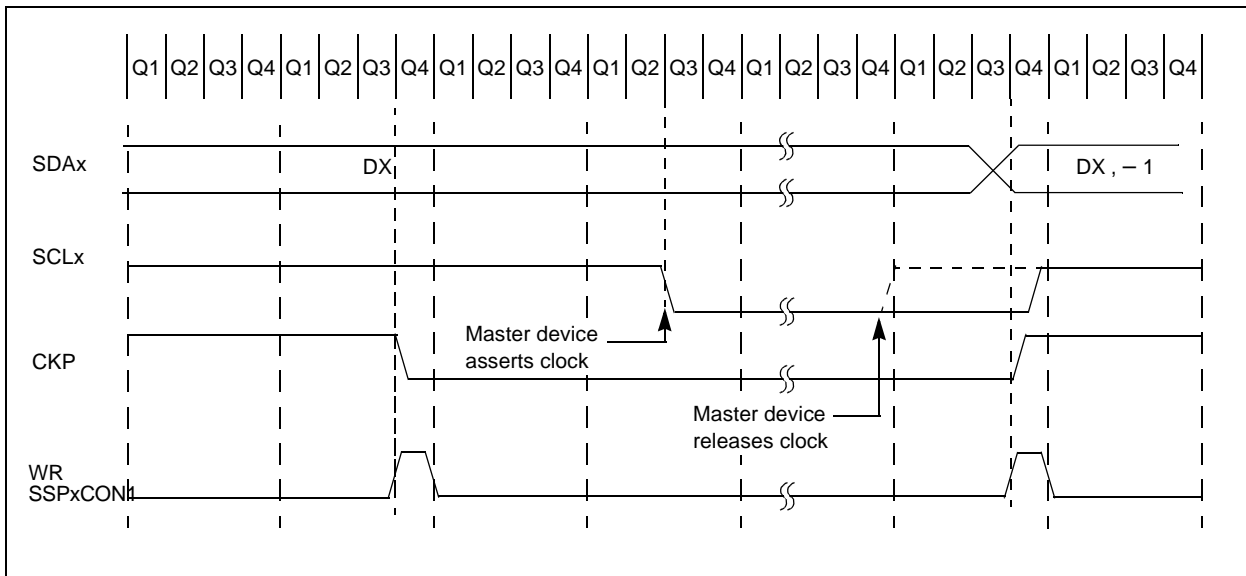 Q1 Q2 Q3 Q4 Q1 Q2 Q3 Q4 Q1 Q2 Q3 Q4 Q1 Q2 Q3 Q4 Q1 Q2 Q3 Q4 Q1 Q2 Q3 Q4 Q1 Q2 Q3 Q4
SDAx
DX
DX , – 1
SCLx
Master device
asserts clock
CKP
Master device
releases clock
WR
SSPxCON1